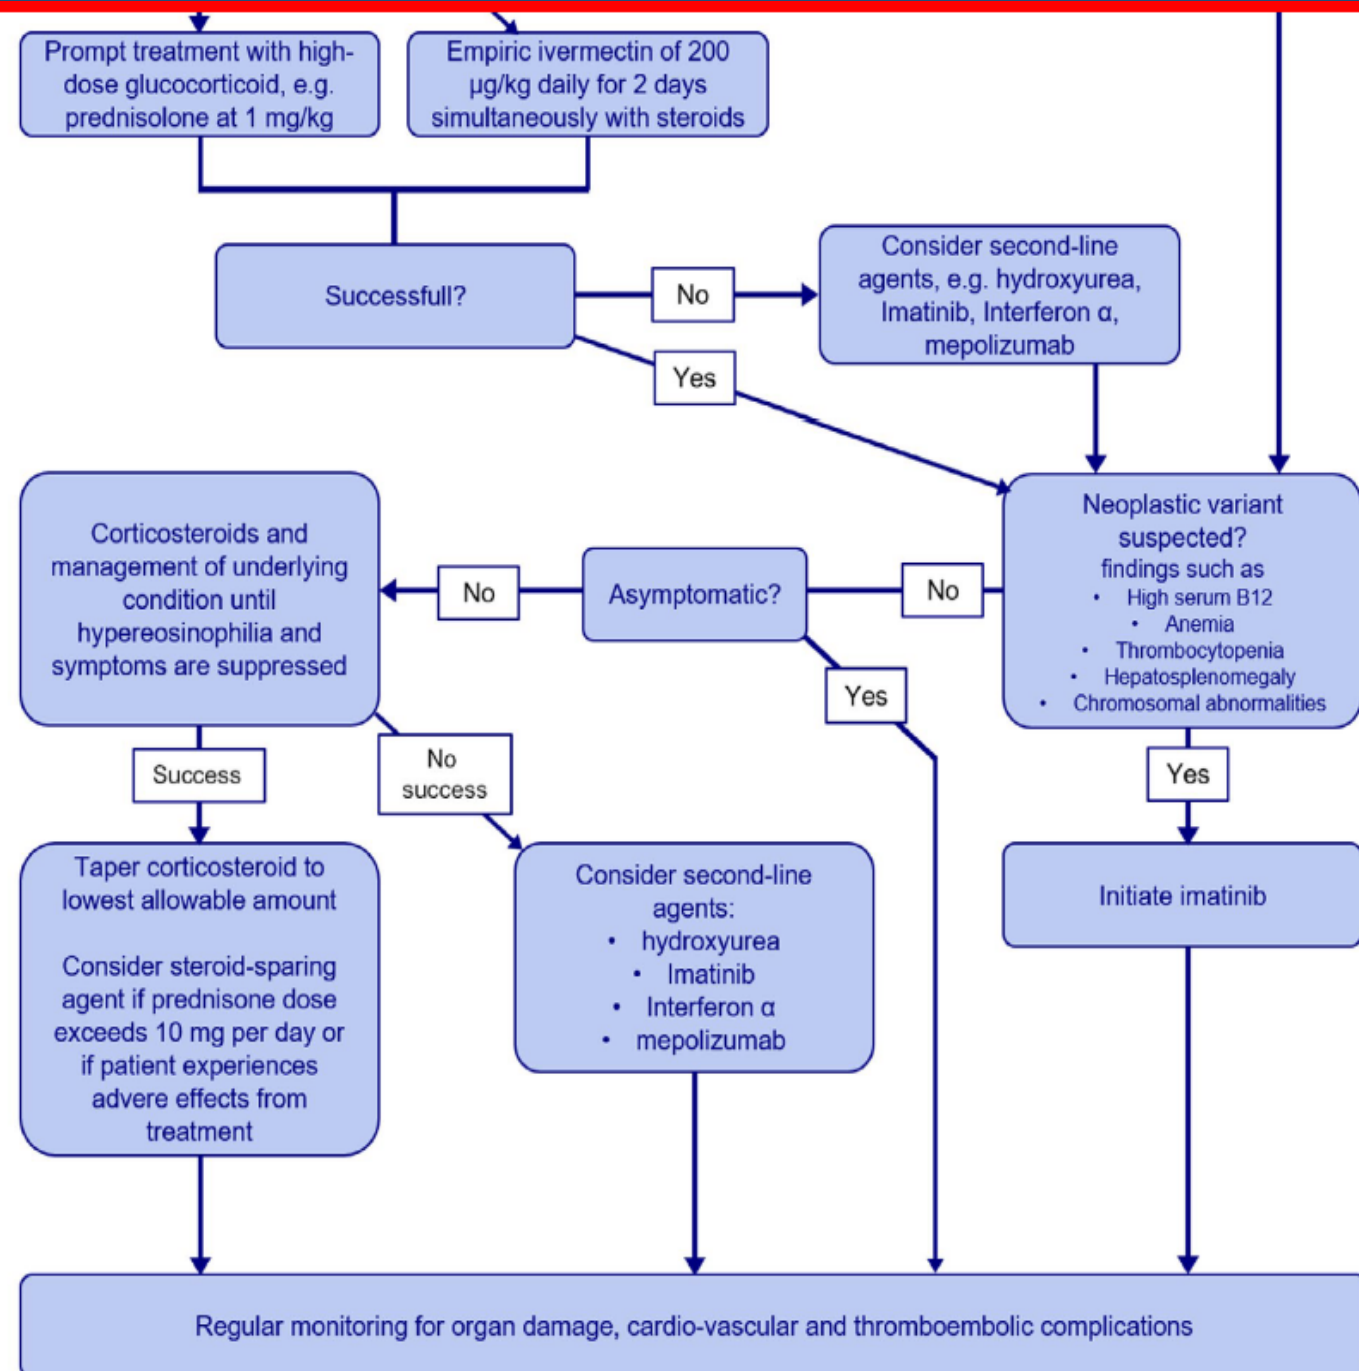 Prompt treatment with high-
dose glucocorticoid, e.g.
prednisolone at 1 mg/kg
Empiric ivermectin of 200
µg/kg daily for 2 days
simultaneously with steroids
Successfull?
No
Consider second-line
agents, e.g. hydroxyurea,
Imatinib, Interferon α,
mepolizumab
Yes
Neoplastic variant
suspected?
findings such as
• High serum B12
• Anemia
• Thrombocytopenia
• Hepatosplenomegaly
• Chromosomal abnormalities
No
Asymptomatic?
No
Corticosteroids and
management of underlying
condition until
hypereosinophilia and
symptoms are suppressed
Yes
Yes
Success
No
success
Taper corticosteroid to
lowest allowable amount
Consider steroid-sparing
agent if prednisone dose
exceeds 10 mg per day or
if patient experiences
advere effects from
treatment
Consider second-line
agents:
• hydroxyurea
• Imatinib
• Interferon α
• mepolizumab
Initiate imatinib
Regular monitoring for organ damage, cardio-vascular and thromboembolic complications